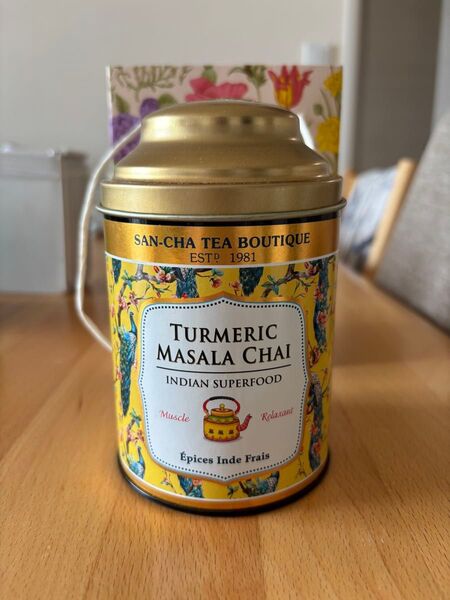 SAN-CHA TEA BOUTIQUE
ESTD 1981
TURMERIC
MASALA CHAI
INDIAN SUPERFOOD
Muscle Relaxant
Épices Inde Frais